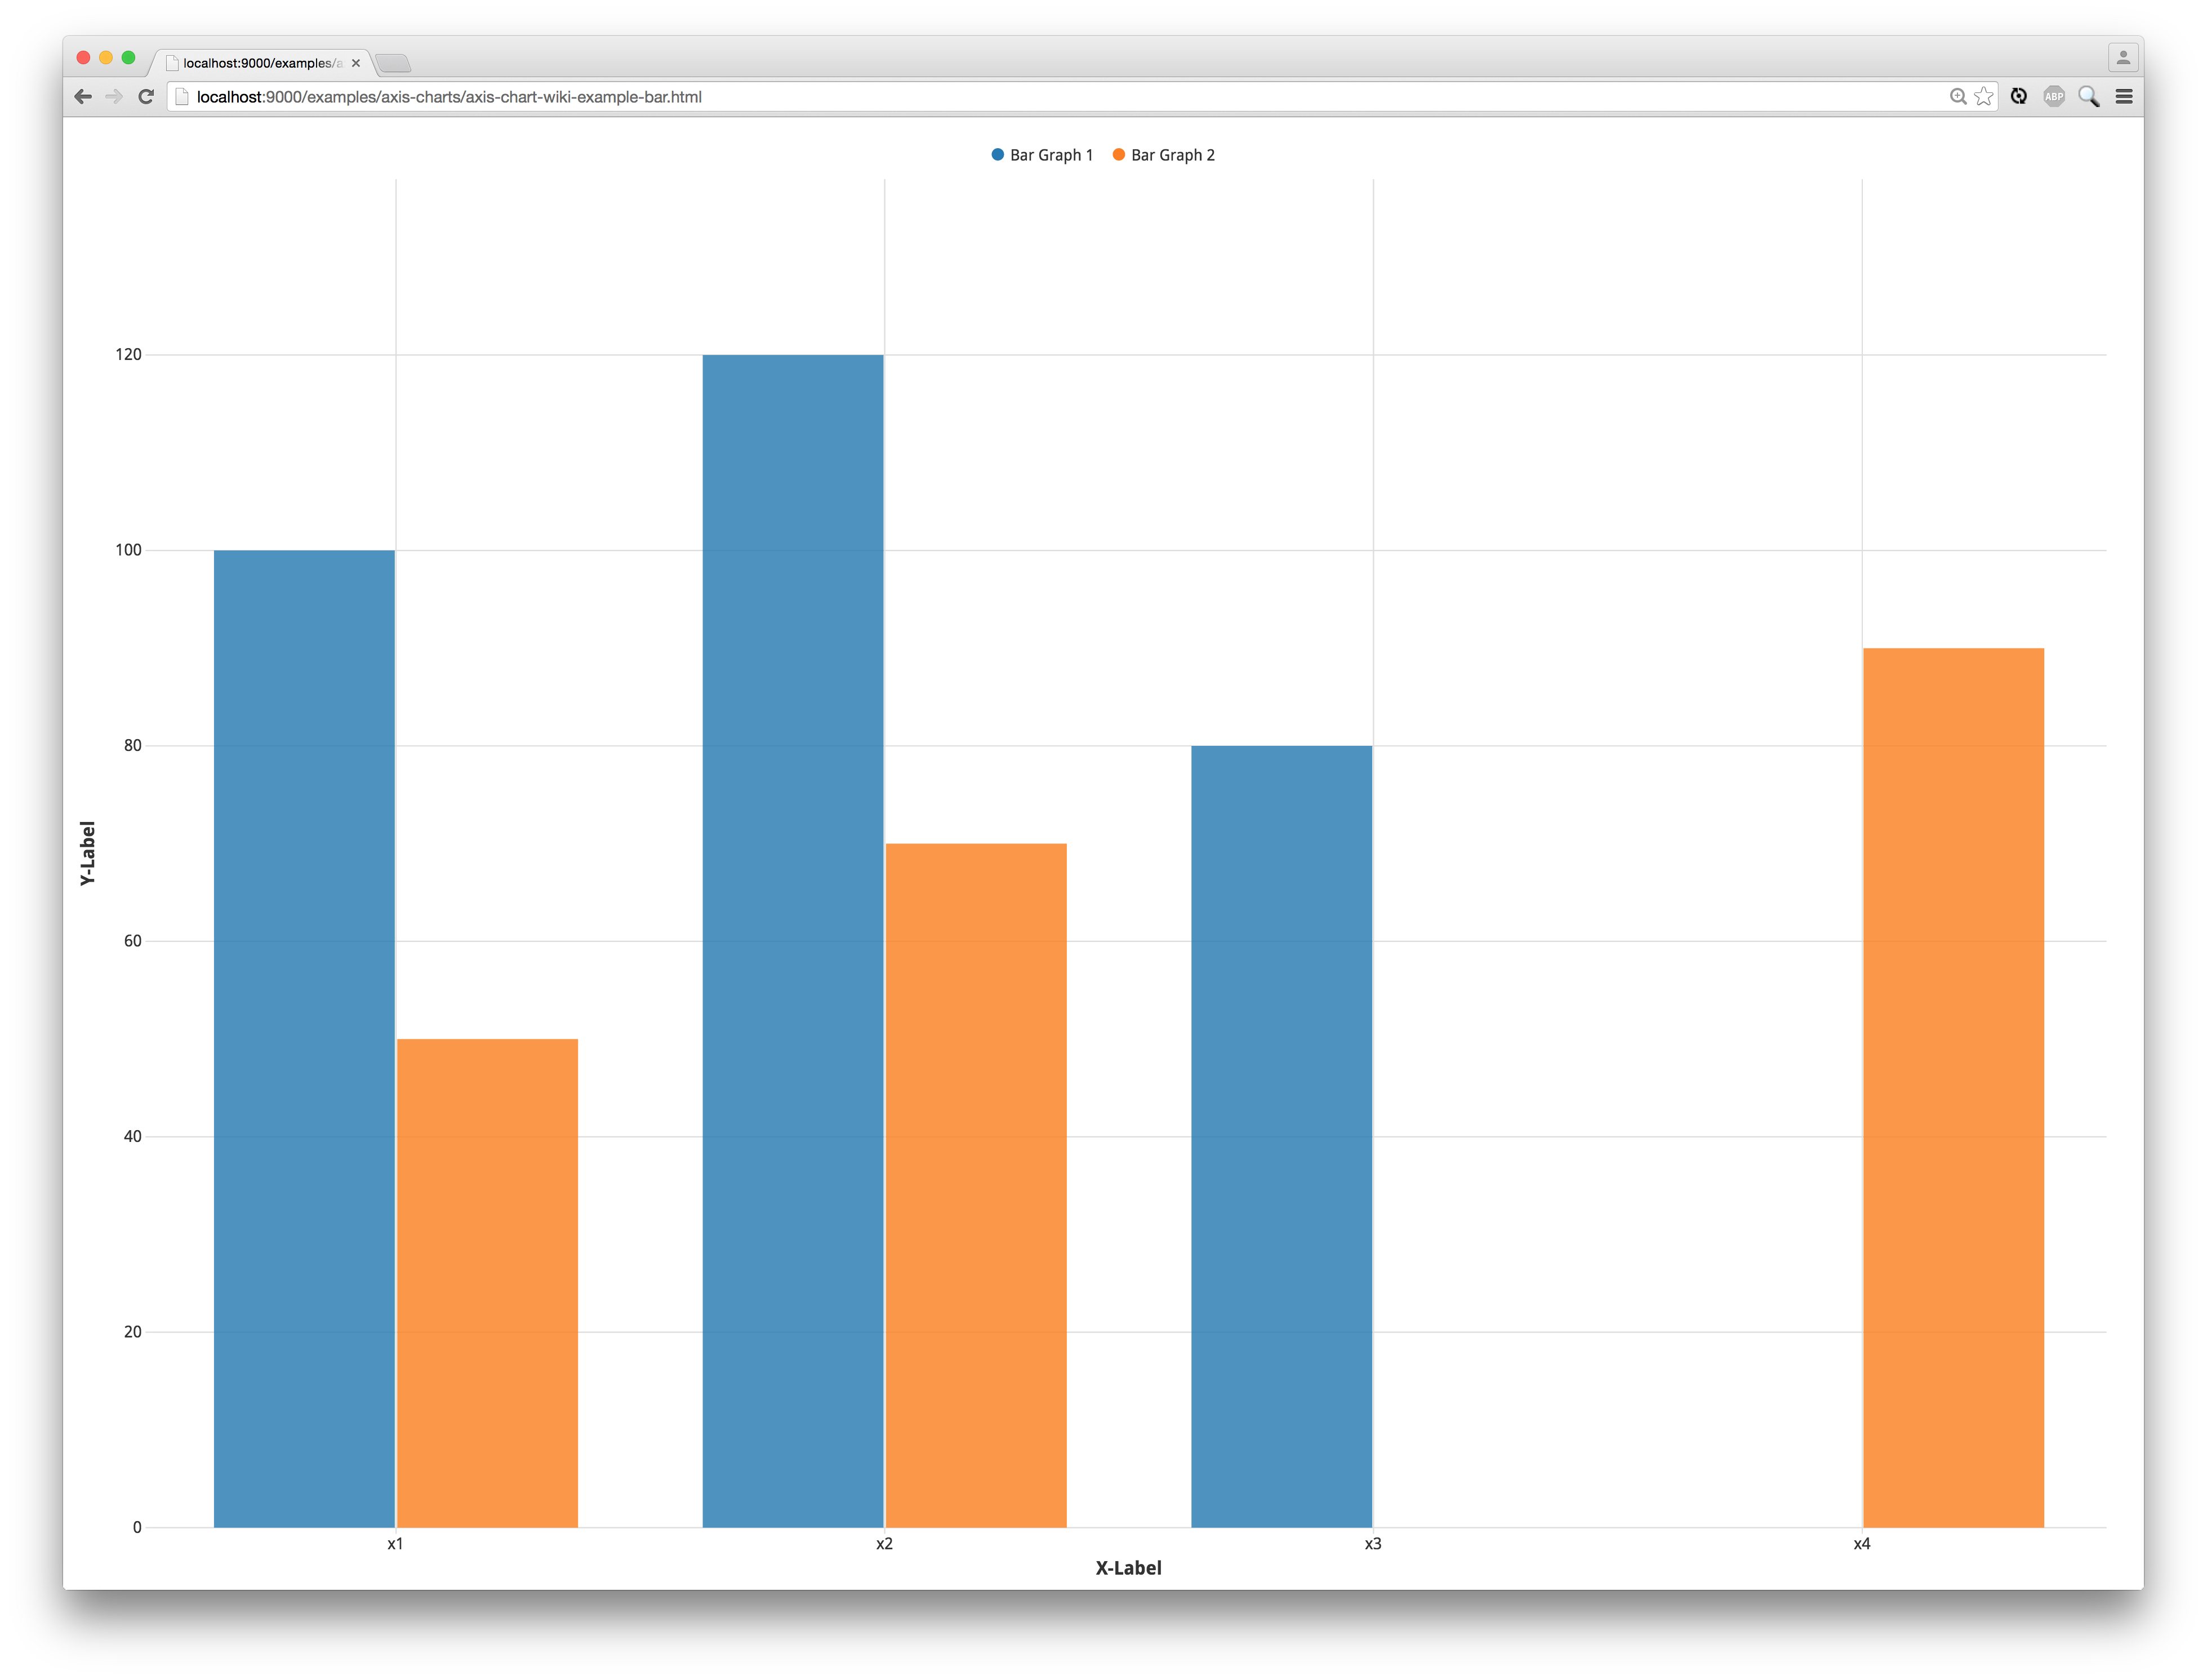 localhost:9000/examples/a
localhost:9000/examples/axis-charts/axis-chart-wiki-example-bar.html
ABP
Bar Graph 1 Bar Graph 2
120
100
80
60
40
20
0
Y-Label
x1 x2 x3 x4
X-Label